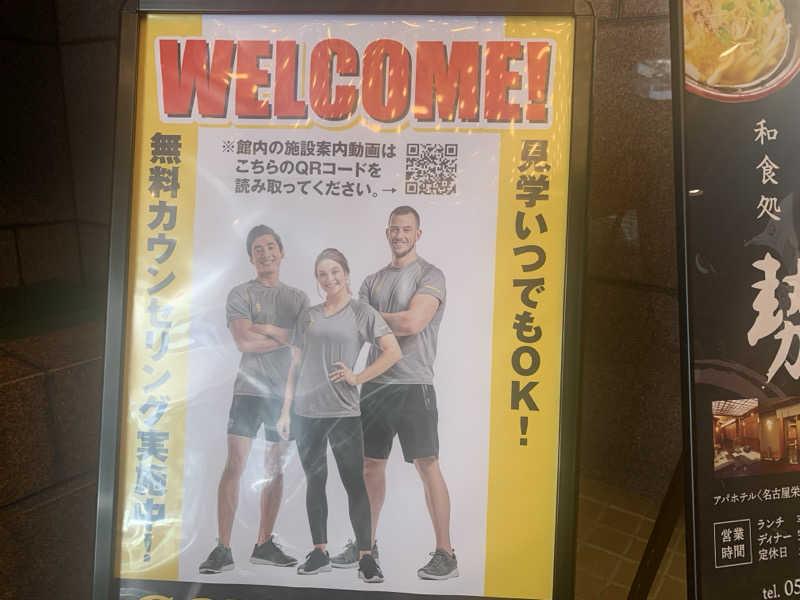 WELCOME!
※館内の施設案内動画は
こちらのQRコードを
読み取ってください。→
見学いつでもOK!
無料カウンセリング実施中!
和食処
勢
アパホテル〈名古屋栄
営業
時間
ランチ
ディナー
定休日
tel. 05